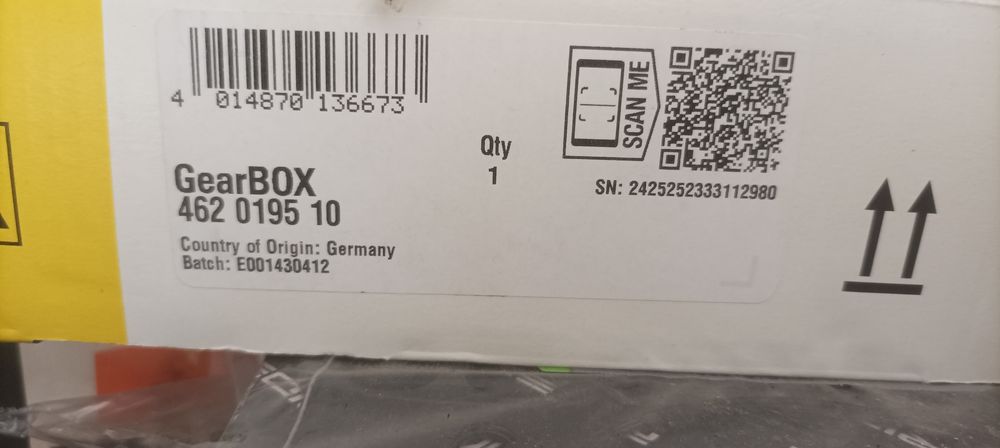 4 014870 136673
SCAN ME
Qty
1
SN: 2425252333112980
GearBOX
462 0195 10
Country of Origin: Germany
Batch: E001430412